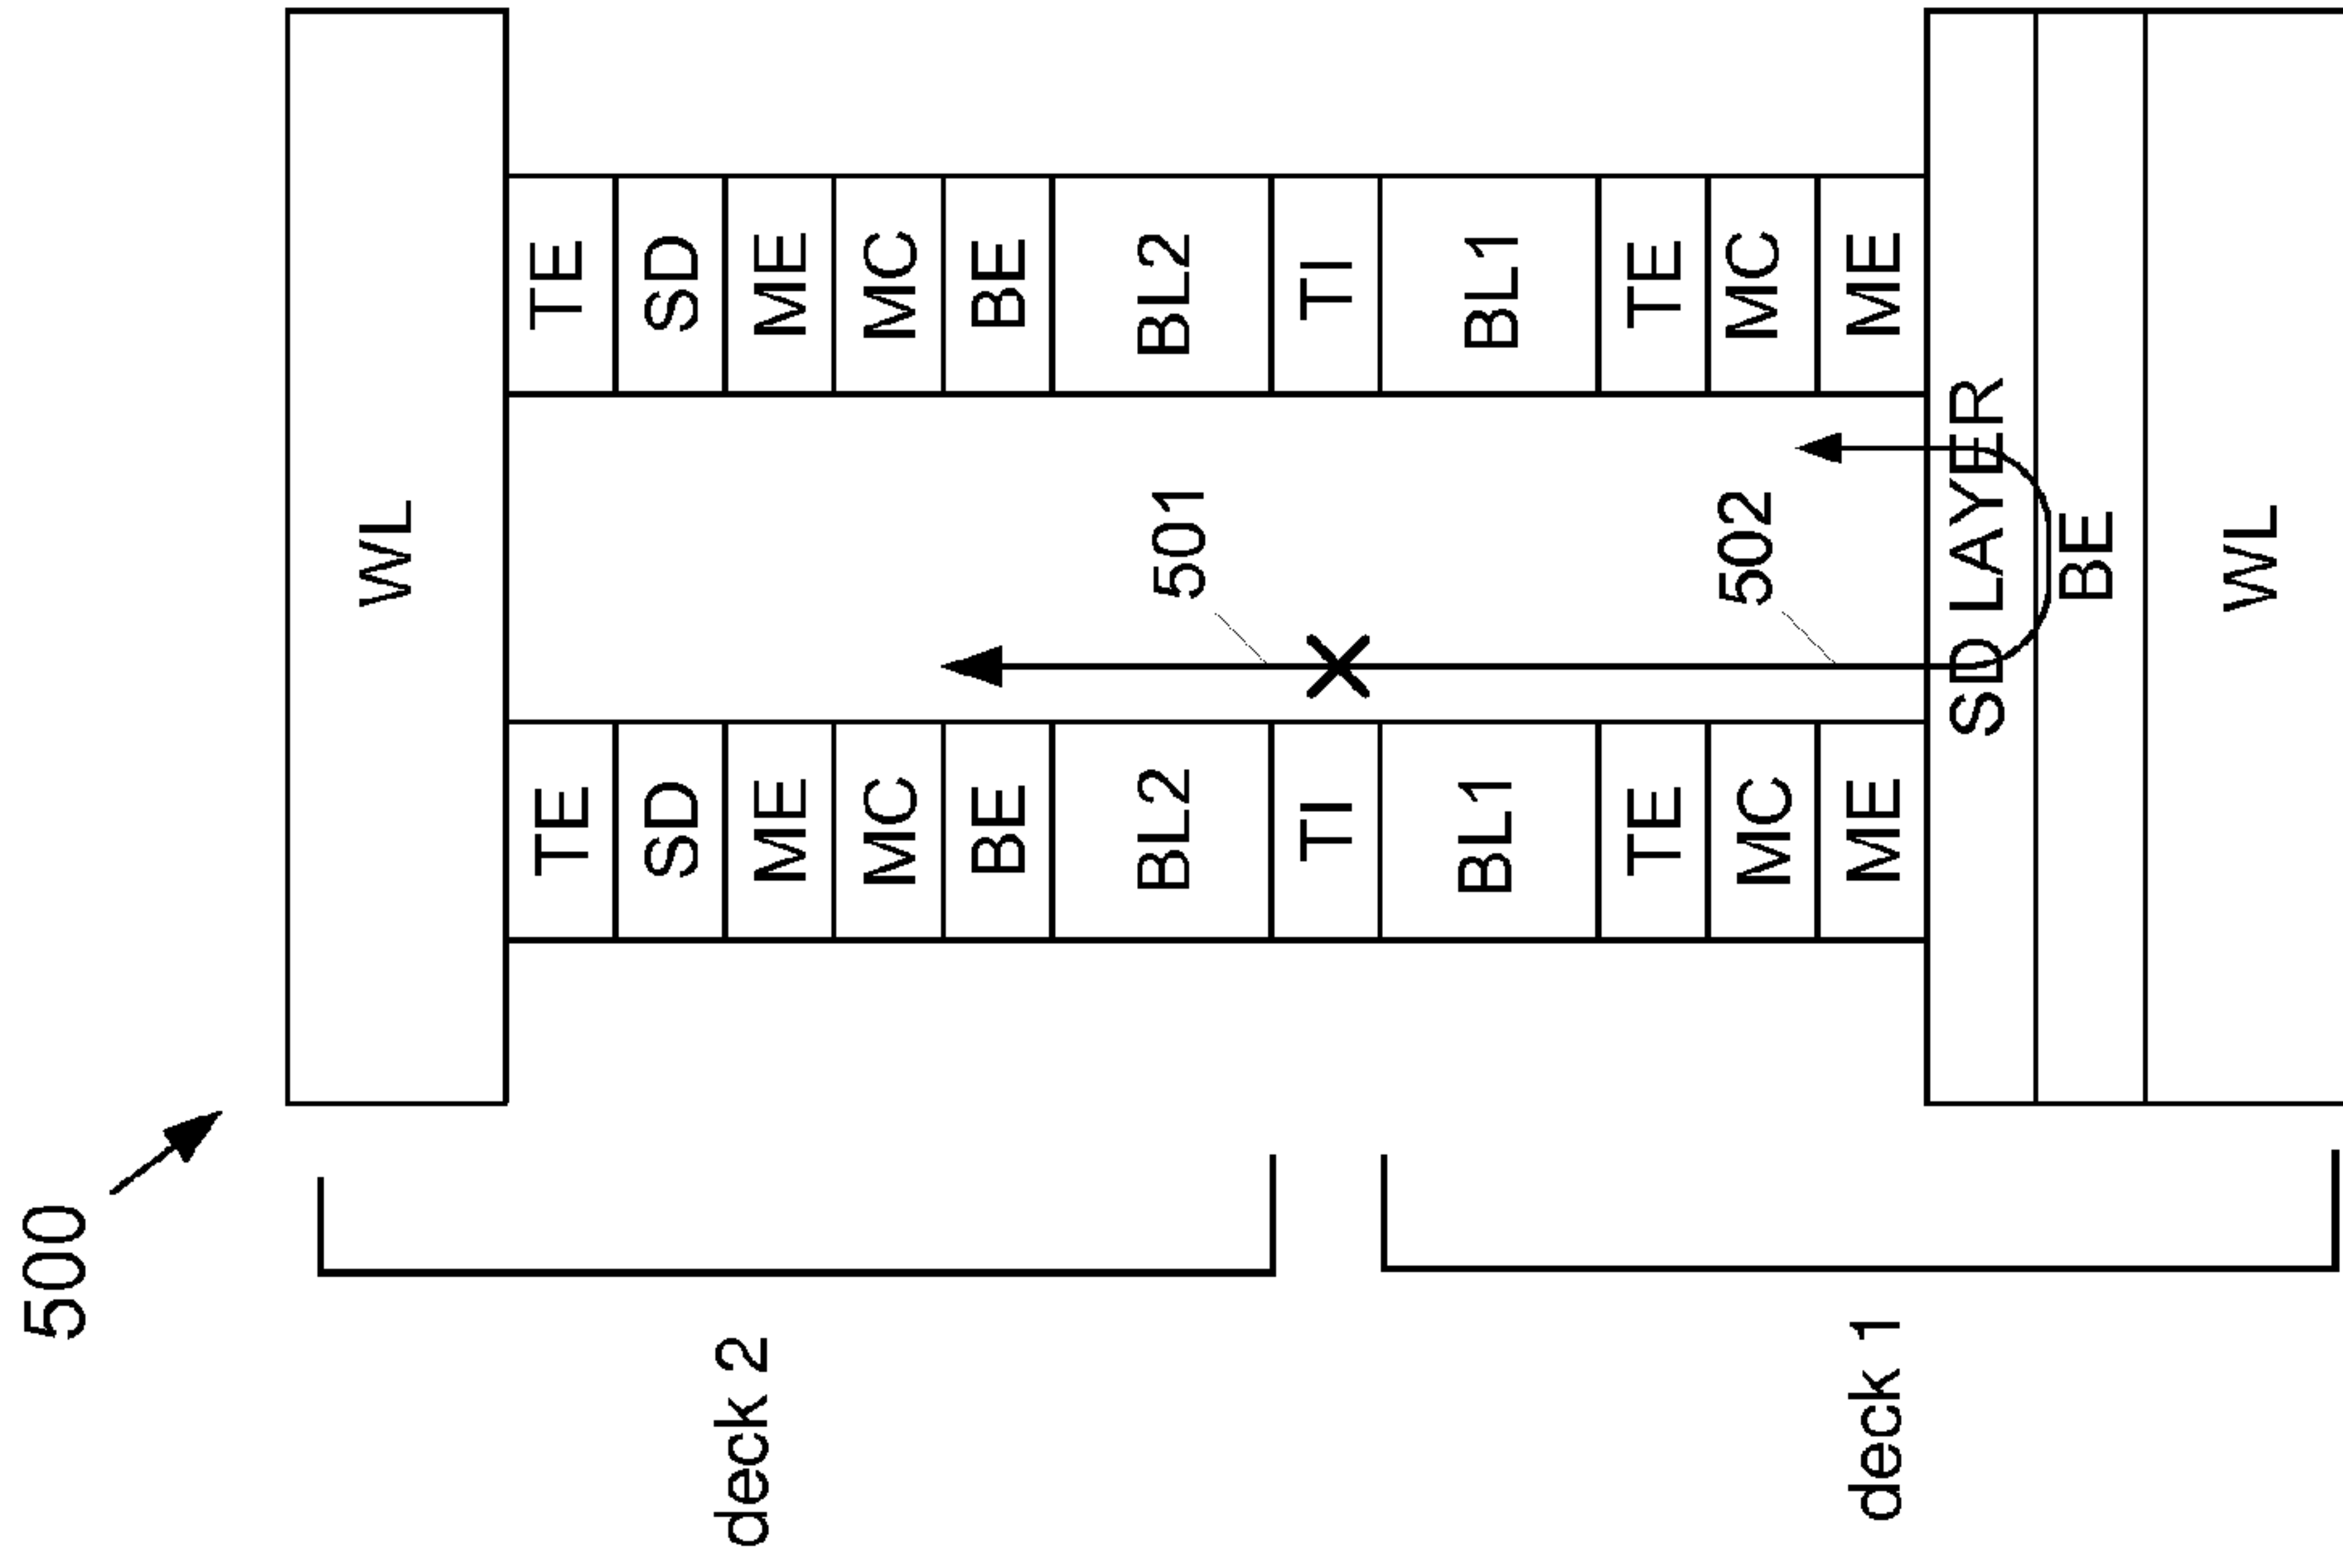 500
WL
TE TE
SD SD
deck 2 ME ME
MC MC
BE BE
BL2 501 BL2
TI TI
BL1 BL1
TE TE
MC 502 MC
deck 1 ME ME
SD LAYER
BE
WL